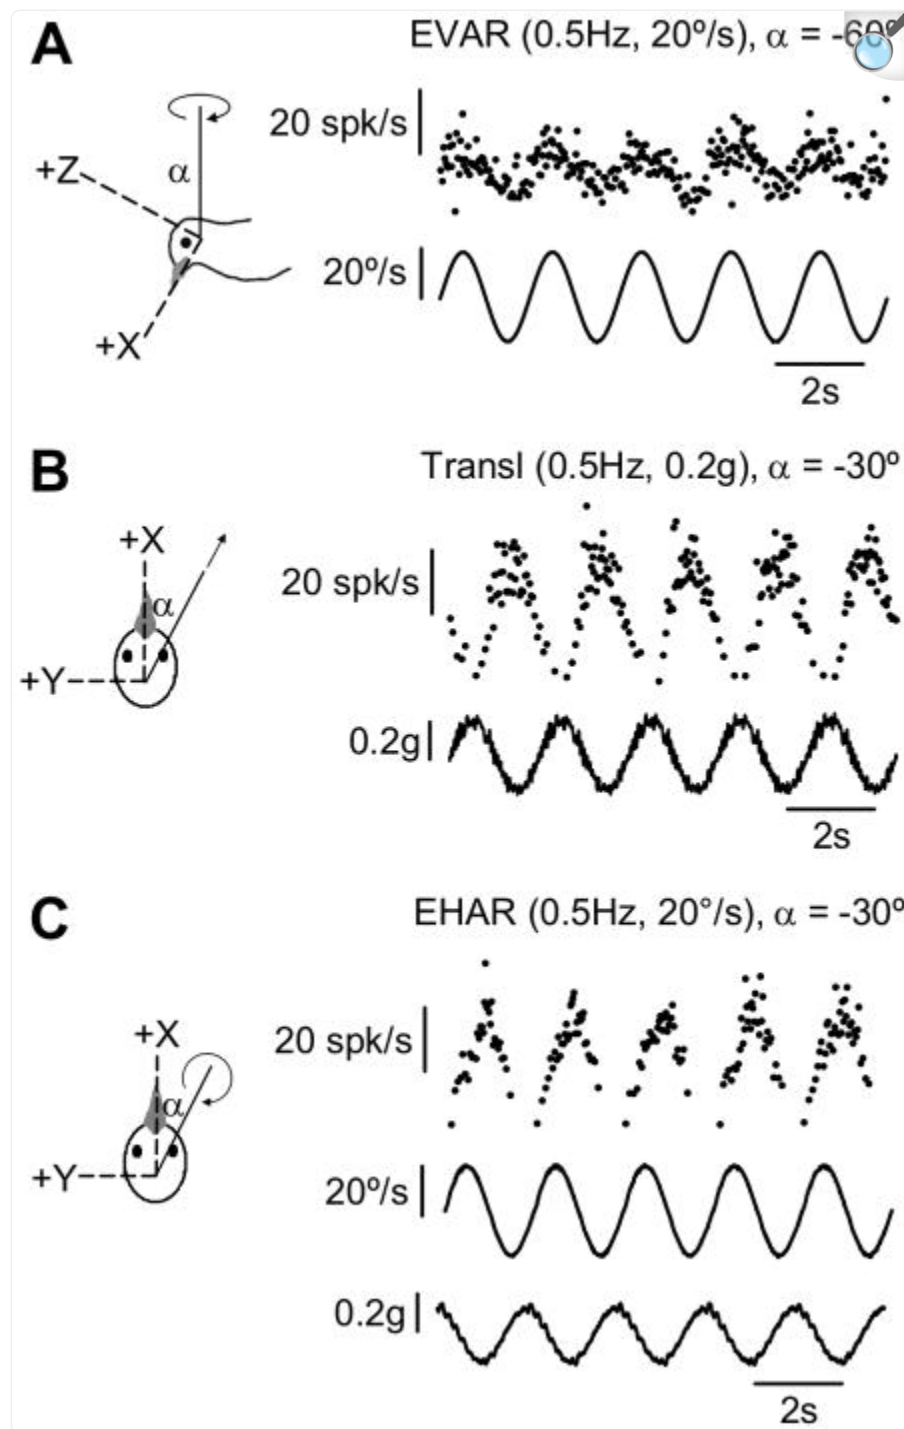 A
EVAR (0.5Hz, 20º/s), α = -60º
20 spk/s
+Z
α
20º/s
+X
2s
B
Transl (0.5Hz, 0.2g), α = -30º
+X
20 spk/s
α
+Y
0.2g
2s
C
EHAR (0.5Hz, 20°/s), α = -30º
+X
20 spk/s
α
+Y
20º/s
0.2g
2s